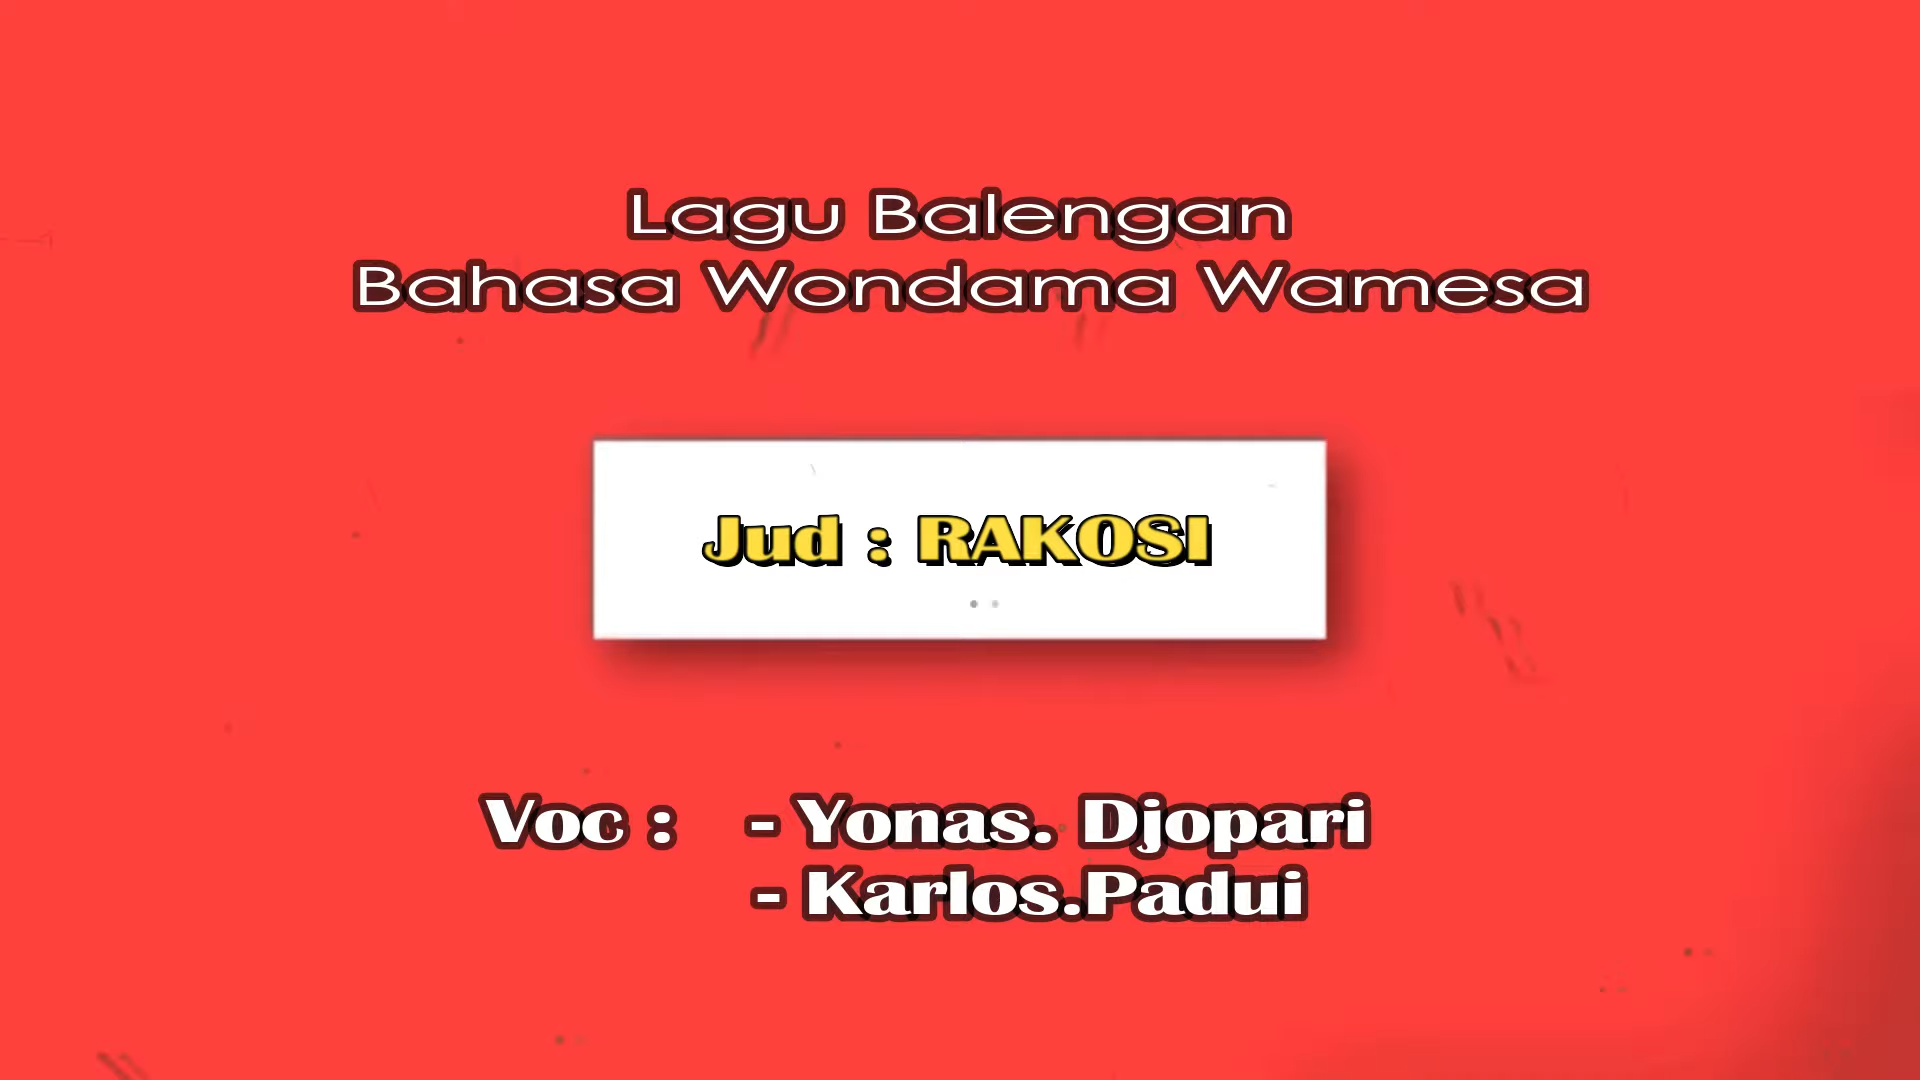 Lagu Balengan
Bahasa Wondama Wamesa
Jud : RAKOSI
Voc : - Yonas. Djopari
- Karlos.Padui